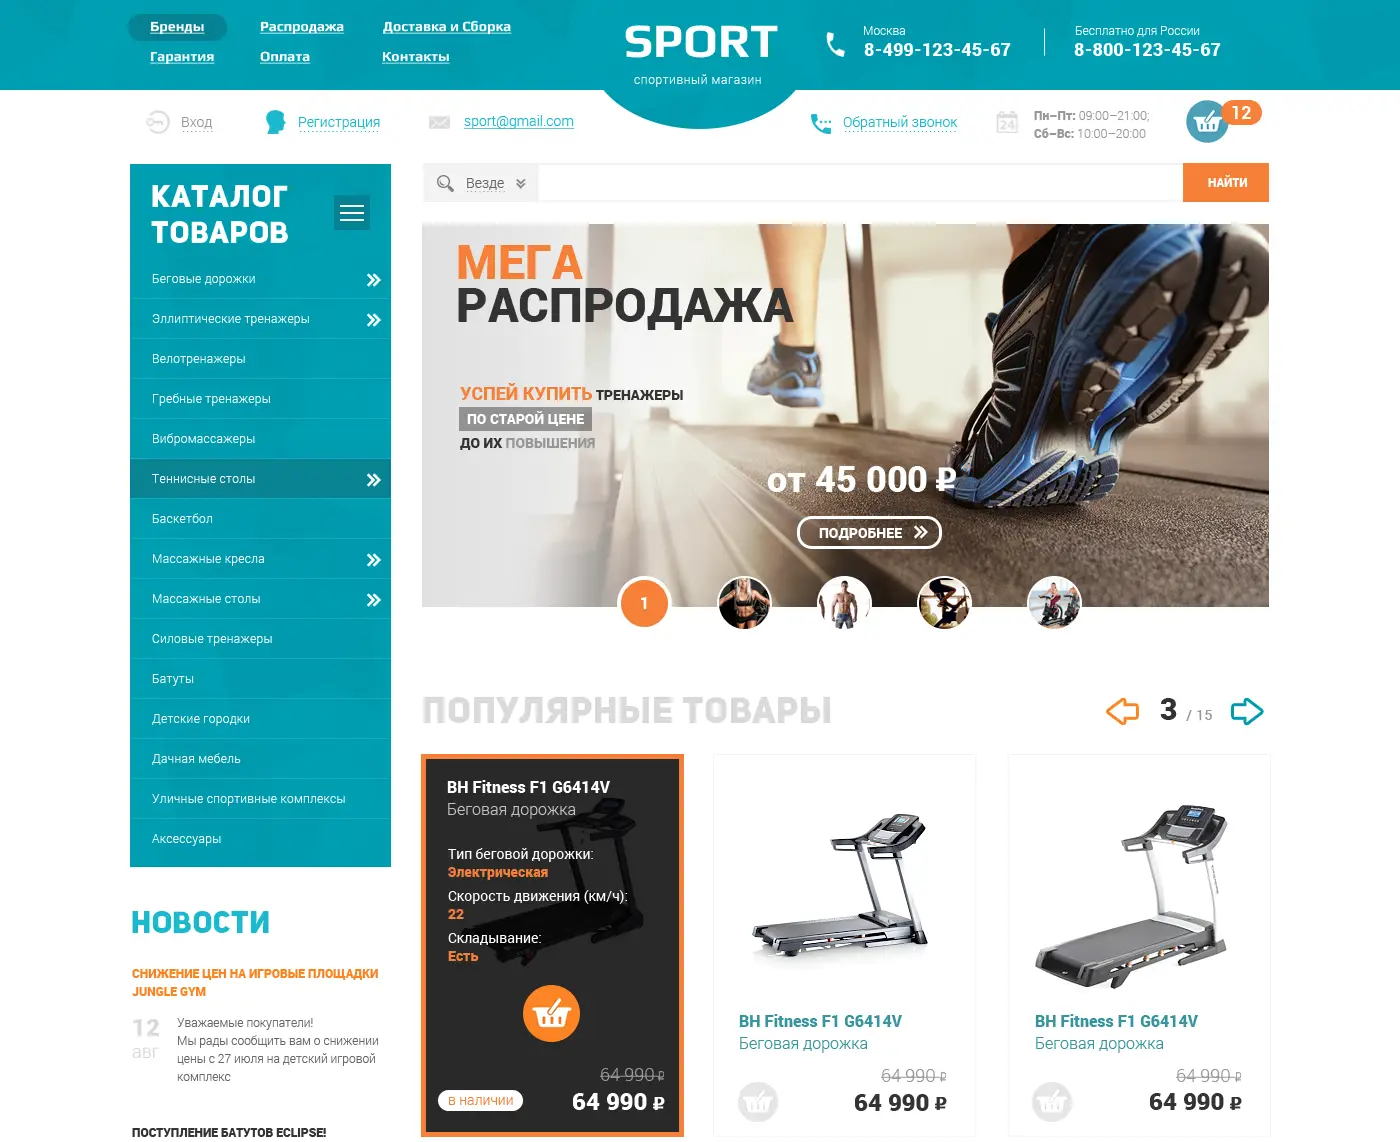 Бренды
Распродажа
Доставка и Сборка
Гарантия
Оплата
Контакты
SPORT
спортивный магазин
Москва
8-499-123-45-67
Бесплатно для России
8-800-123-45-67
Вход
Регистрация
sport@gmail.com
Обратный звонок
24
Пн–Пт: 09:00–21:00;
Сб–Вс: 10:00–20:00
12
КАТАЛОГ
ТОВАРОВ
Беговые дорожки
Эллиптические тренажеры
Велотренажеры
Гребные тренажеры
Вибромассажеры
Теннисные столы
Баскетбол
Массажные кресла
Массажные столы
Силовые тренажеры
Батуты
Детские городки
Дачная мебель
Уличные спортивные комплексы
Аксессуары
Везде
НАЙТИ
МЕГА
РАСПРОДАЖА
УСПЕЙ КУПИТЬ ТРЕНАЖЕРЫ
ПО СТАРОЙ ЦЕНЕ
ДО ИХ ПОВЫШЕНИЯ
от 45 000 ₽
ПОДРОБНЕЕ
1
ПОПУЛЯРНЫЕ ТОВАРЫ
3 / 15
BH Fitness F1 G6414V
Беговая дорожка
Тип беговой дорожки:
Электрическая
Скорость движения (км/ч):
22
Складывание:
Есть
64 990 ₽
в наличии
64 990 ₽
BH Fitness F1 G6414V
Беговая дорожка
64 990 ₽
64 990 ₽
BH Fitness F1 G6414V
Беговая дорожка
64 990 ₽
64 990 ₽
НОВОСТИ
СНИЖЕНИЕ ЦЕН НА ИГРОВЫЕ ПЛОЩАДКИ
JUNGLE GYM
12
авг
Уважаемые покупатели!
Мы рады сообщить вам о снижении
цены с 27 июля на детский игровой
комплекс
ПОСТУПЛЕНИЕ БАТУТОВ ECLIPSE!